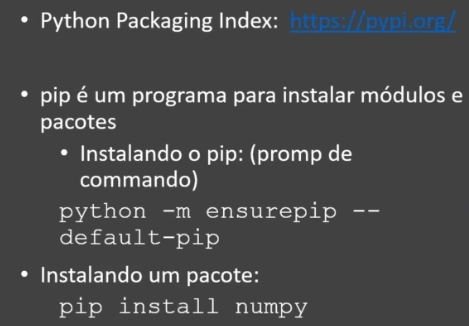 • Python Packaging Index: https://pypi.org/
• pip é um programa para instalar módulos e
pacotes
• Instalando o pip: (promp de
commando)
python -m ensurepip --
default-pip
• Instalando um pacote:
pip install numpy